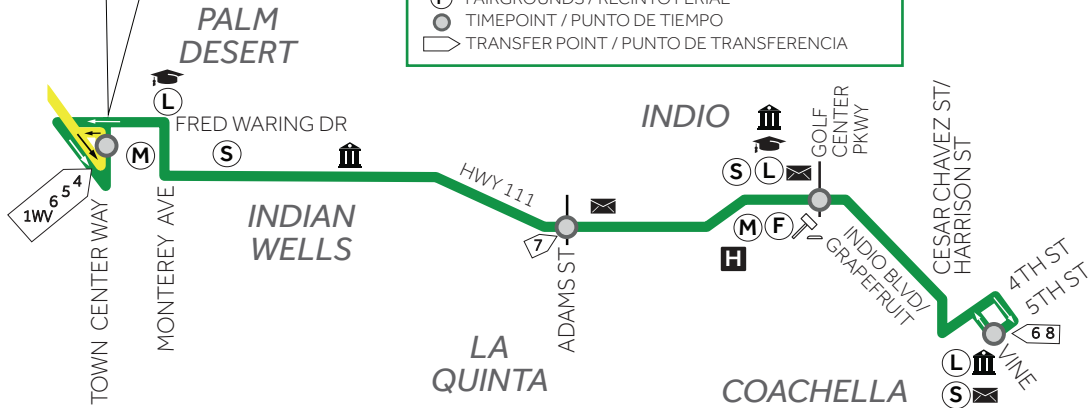 FAIRGROUNDS / RECINTO FERIAL
TIMEPOINT / PUNTO DE TIEMPO
TRANSFER POINT / PUNTO DE TRANSFERENCIA
PALM
DESERT
L
FRED WARING DR
M
S
1WV 6 5 4
TOWN CENTER WAY
MONTEREY AVE
INDIAN
WELLS
HWY 111
7
ADAMS ST
LA
QUINTA
INDIO
S L
M F
H
GOLF
CENTER
PKWY
INDIO BLVD/
GRAPEFRUIT
CESAR CHAVEZ ST/
HARRISON ST
4TH ST
5TH ST
6 8
VINE
L
S
COACHELLA